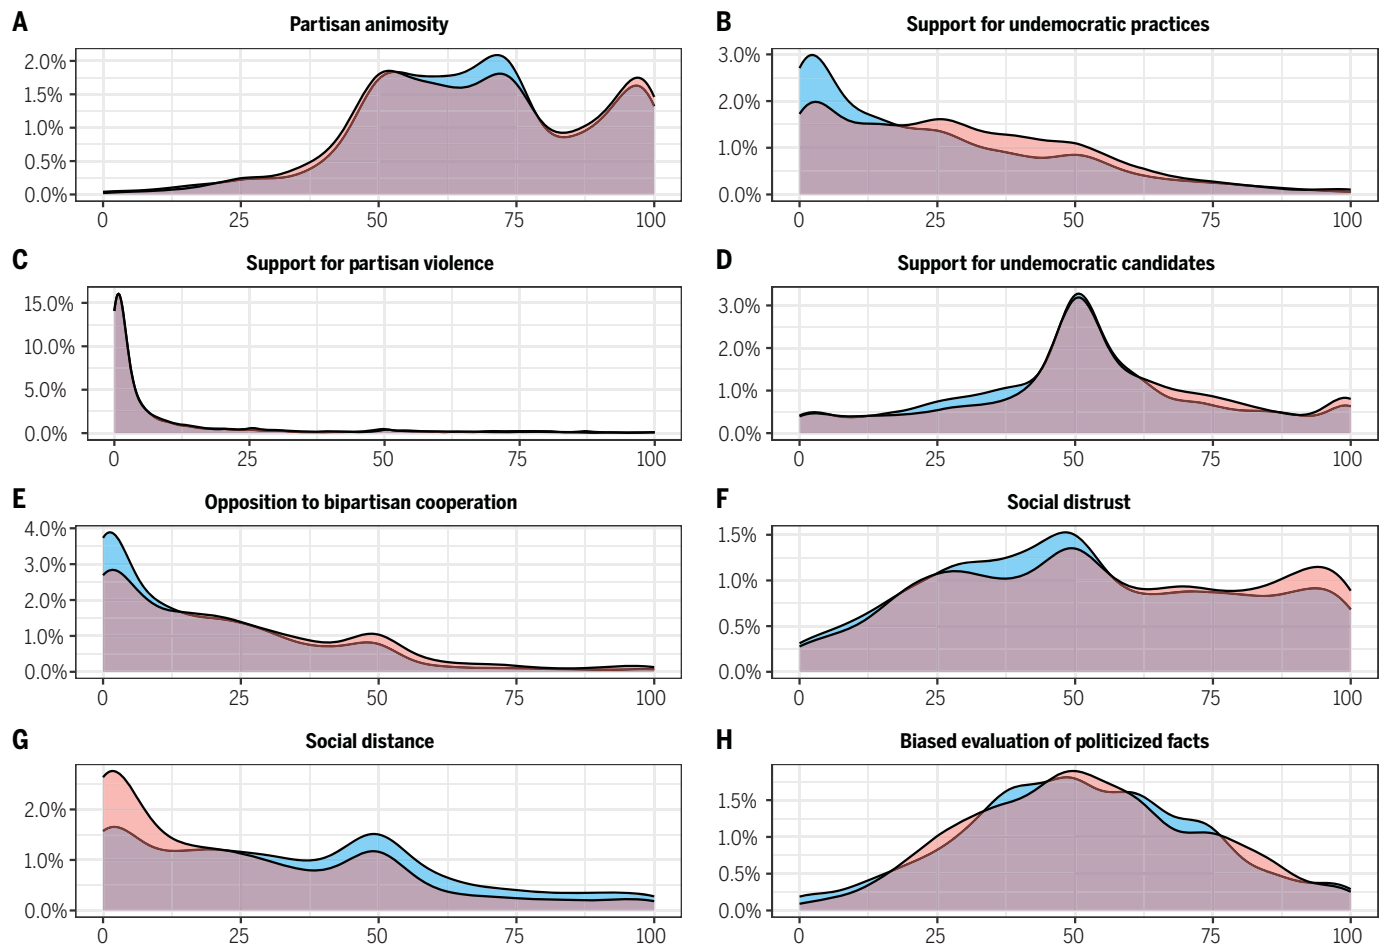 A Partisan animosity
2.0%
1.5%
1.0%
0.5%
0.0%
0 25 50 75 100
B Support for undemocratic practices
3.0%
2.0%
1.0%
0.0%
0 25 50 75 100
C Support for partisan violence
15.0%
10.0%
5.0%
0.0%
0 25 50 75 100
D Support for undemocratic candidates
3.0%
2.0%
1.0%
0.0%
0 25 50 75 100
E Opposition to bipartisan cooperation
4.0%
3.0%
2.0%
1.0%
0.0%
0 25 50 75 100
F Social distrust
1.5%
1.0%
0.5%
0.0%
0 25 50 75 100
G Social distance
2.0%
1.0%
0.0%
0 25 50 75 100
H Biased evaluation of politicized facts
1.5%
1.0%
0.5%
0.0%
0 25 50 75 100